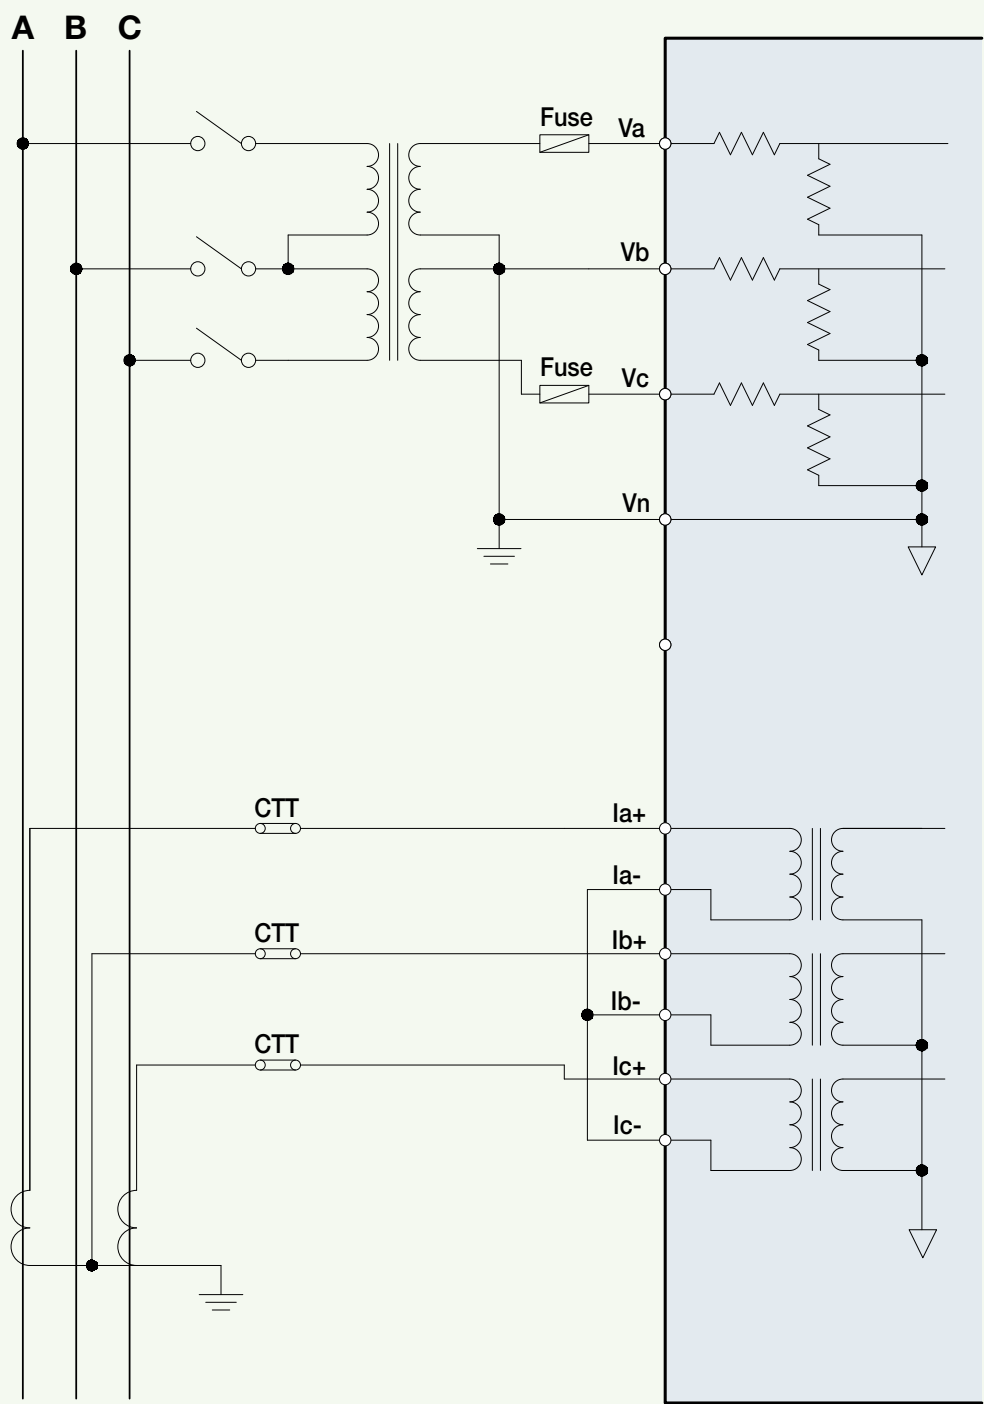 A B C
Fuse
Va
Vb
Fuse
Vc
Vn
CTT
Ia+
Ia-
CTT
Ib+
Ib-
CTT
Ic+
Ic-